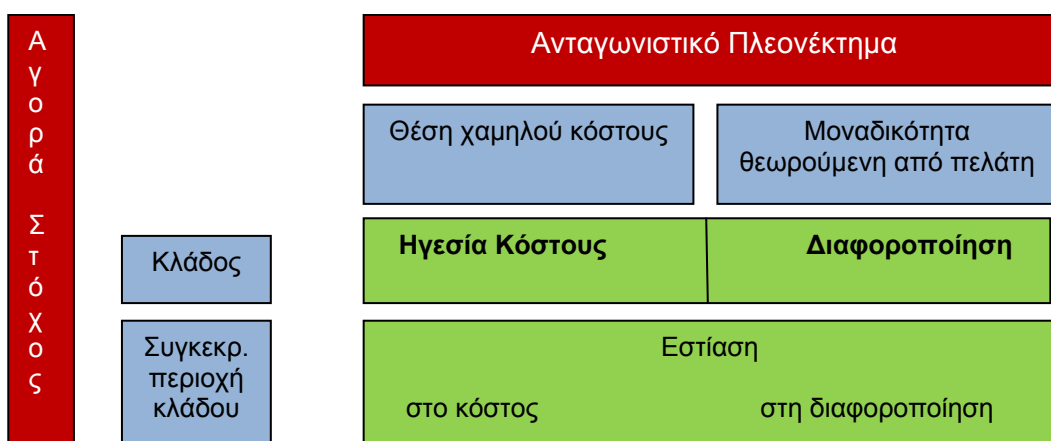 Αγορά Στόχος
Ανταγωνιστικό Πλεονέκτημα
Θέση χαμηλού κόστους
Μοναδικότητα
θεωρούμενη από πελάτη
Κλάδος
Ηγεσία Κόστους
Διαφοροποίηση
Συγκεκρ.
περιοχή
κλάδου
Εστίαση
στο κόστος
στη διαφοροποίηση